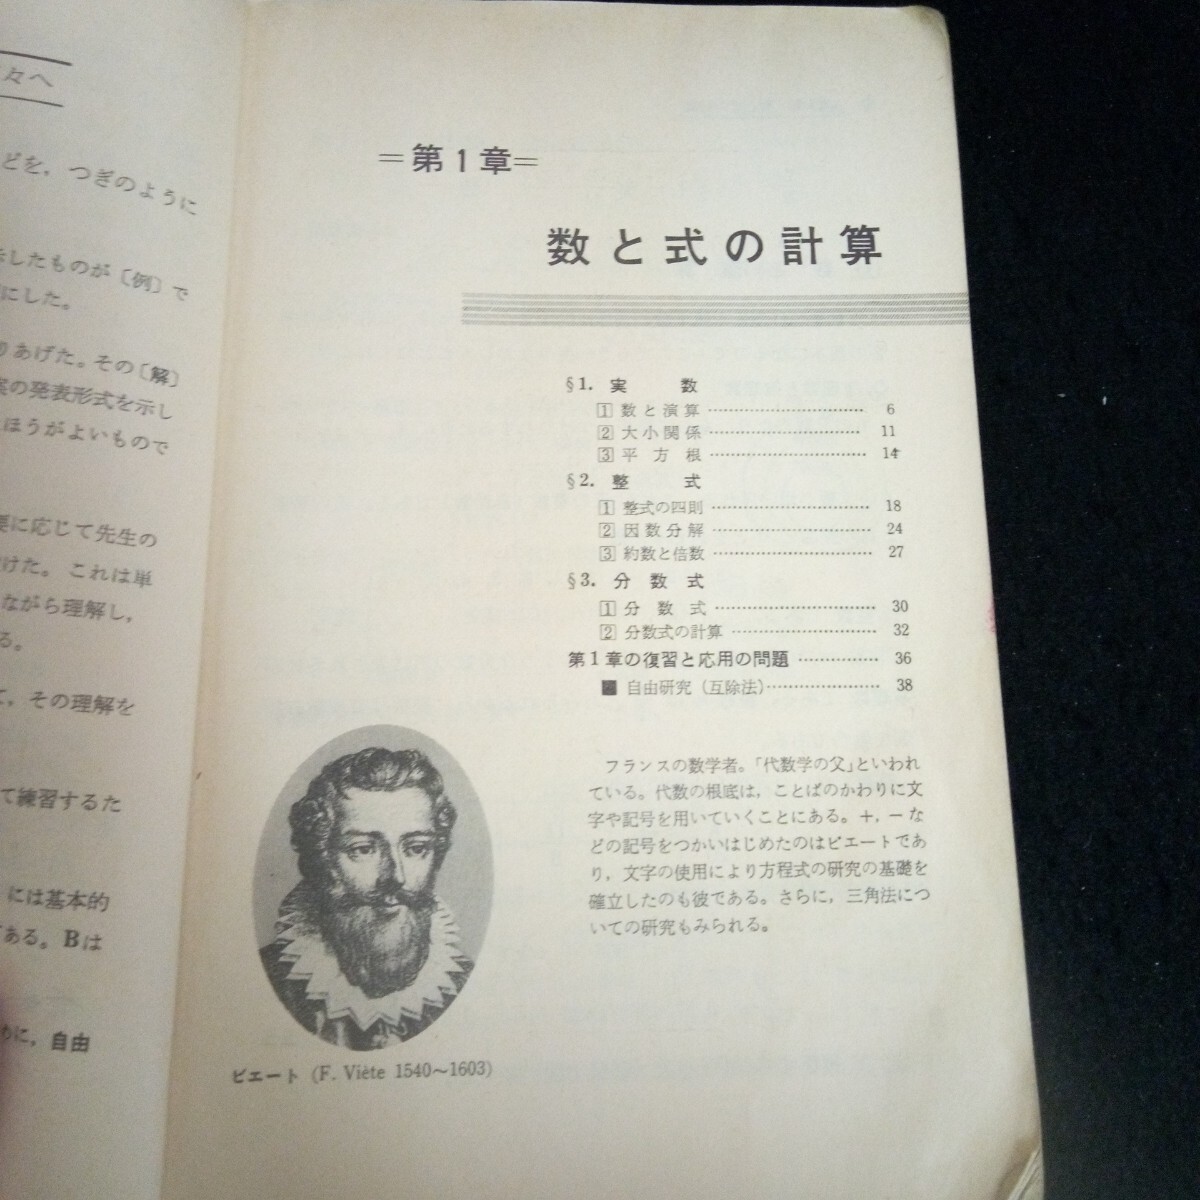 々へ
どを，つぎのように
示したものが〔例〕で
にした。
りあげた。その〔解〕
案の発表形式を示し
ほうがよいもので
要に応じて先生の
けた。これは単
ながら理解し，
る。
，その理解を
て練習するた
には基本的
ある。Bは
めに，自由
＝第1章＝
数と式の計算
§1. 実数
1 数と演算 …………………… 6
2 大小関係 …………………… 11
3 平方根 …………………… 14
§2. 整式
1 整式の四則 …………………… 18
2 因数分解 …………………… 24
3 約数と倍数 …………………… 27
§3. 分数式
1 分数式 …………………… 30
2 分数式の計算 …………………… 32
第1章の復習と応用の問題 …………… 36
■ 自由研究（互除法）…………… 38
フランスの数学者。「代数学の父」といわれ
ている。代数の根底は，ことばのかわりに文
字や記号を用いていくことにある。＋，－な
どの記号をつかいはじめたのはビエートであ
り，文字の使用により方程式の研究の基礎を
確立したのも彼である。さらに，三角法につ
いての研究もみられる。
ビエート (F. Viète 1540〜1603)